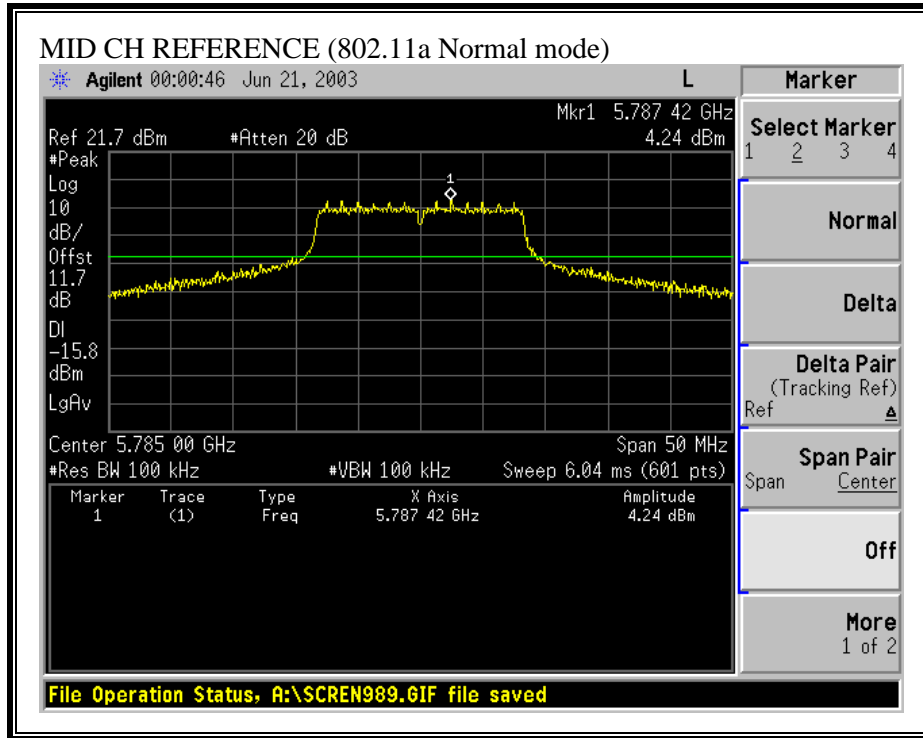 MID CH REFERENCE (802.11a Normal mode)
Agilent 00:00:46 Jun 21, 2003 L
Mkr1 5.787 42 GHz
Ref 21.7 dBm #Atten 20 dB 4.24 dBm
#Peak
Log
10
dB/
Offst
11.7
dB
DI
-15.8
dBm
LgAv
1
Center 5.785 00 GHz Span 50 MHz
#Res BW 100 kHz #VBW 100 kHz Sweep 6.04 ms (601 pts)
Marker Trace Type X Axis Amplitude
1 (1) Freq 5.787 42 GHz 4.24 dBm
Marker
Select Marker
1 2 3 4
Normal
Delta
Delta Pair
(Tracking Ref)
Ref Δ
Span Pair
Span Center
Off
More
1 of 2
File Operation Status, A:\SCREN989.GIF file saved